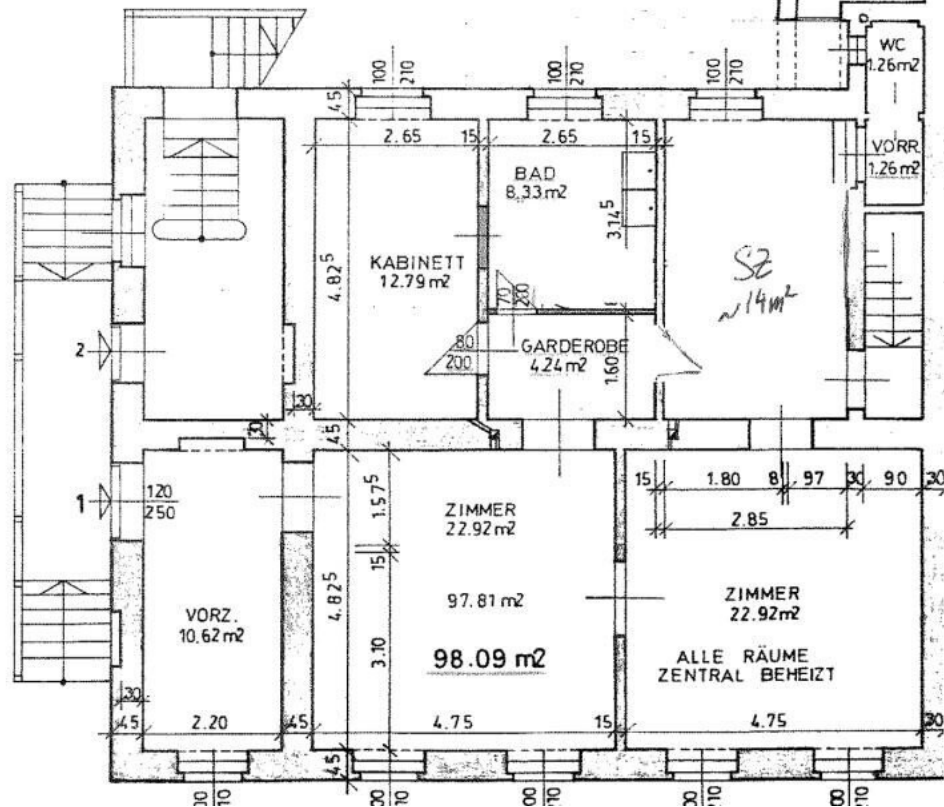 WC
1.26m2
100
210
100
210
100
210
45
2.65
15
2.65
15
VORR.
1.26m2
BAD
8.33m2
3.14⁵
4.82⁵
KABINETT
12.79m2
SZ
~14m²
70
200
2
80
200
GARDEROBE
4.24m2
1.60
30
30
45
1
120
250
1.57⁵
ZIMMER
22.92m2
15
1.80
8
97
30
90
30
2.85
15
4.82⁵
97.81m2
ZIMMER
22.92m2
VORZ.
10.62m2
3.10
98.09 m2
ALLE RÄUME
ZENTRAL BEHEIZT
30
45
2.20
45
4.75
15
4.75
30
45